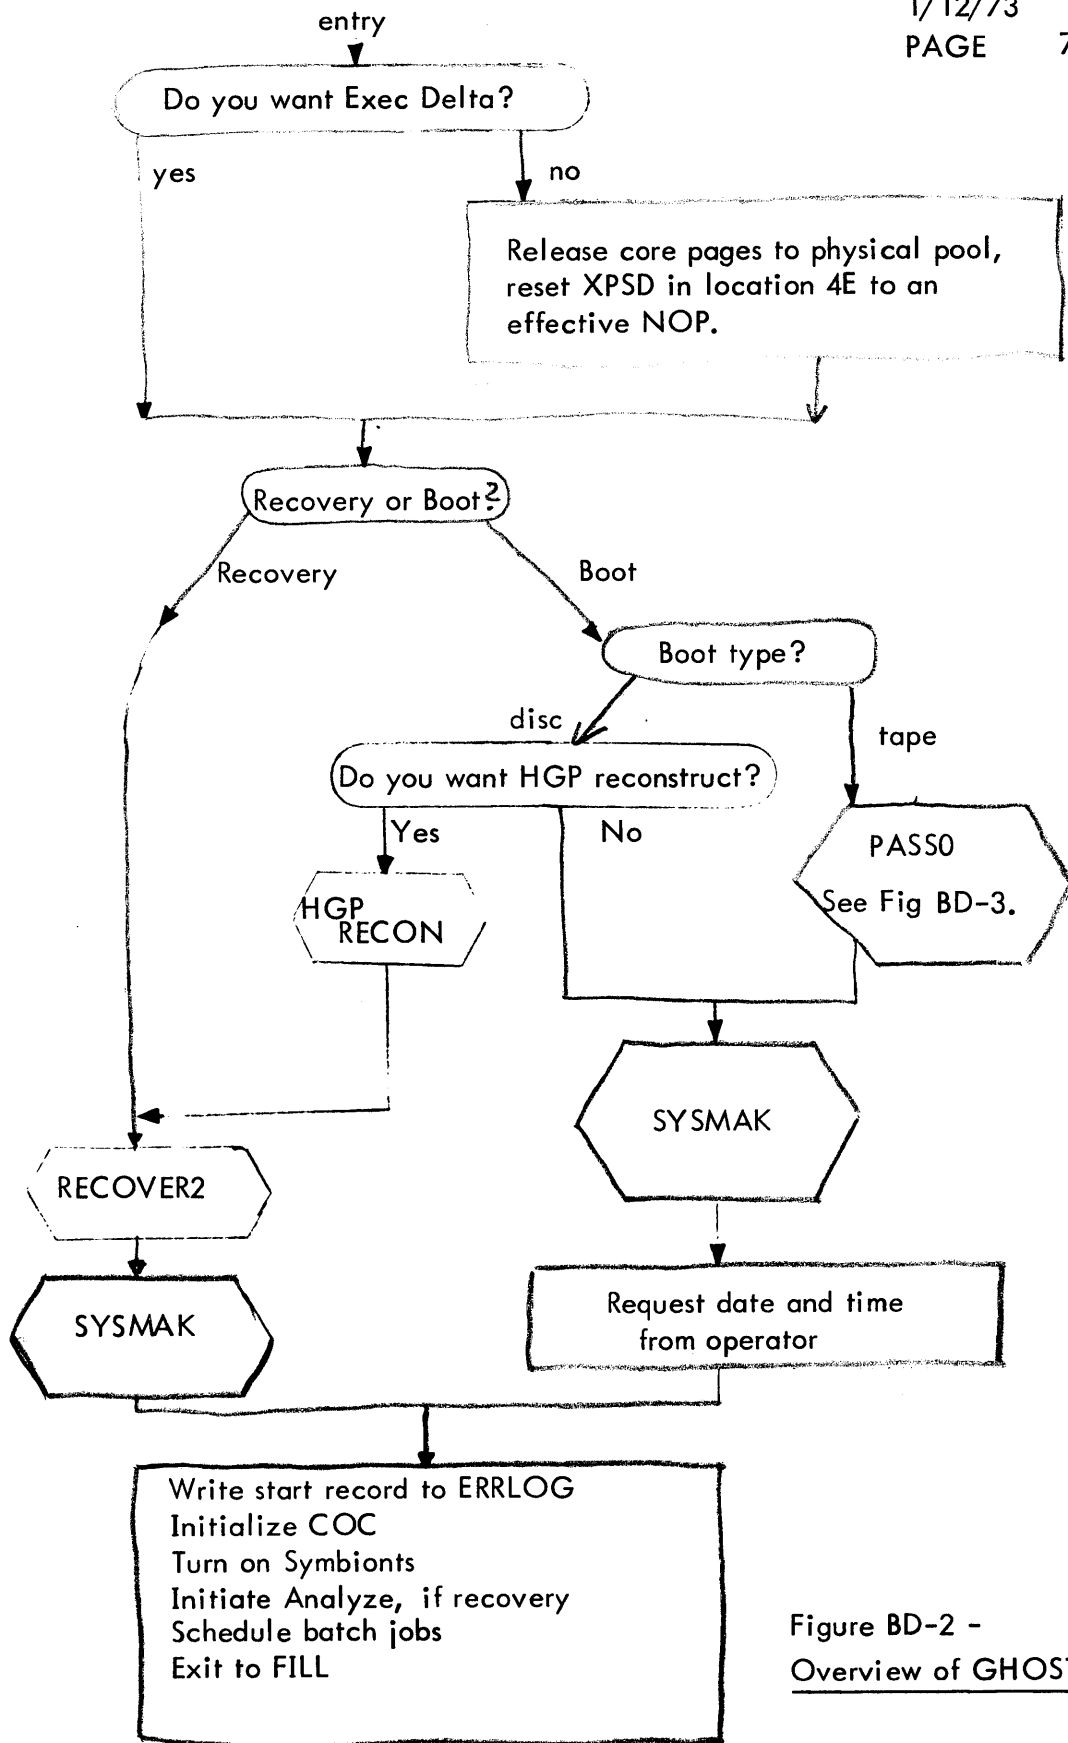 1/12/73
PAGE 7
entry
Do you want Exec Delta?
yes
no
Release core pages to physical pool,
reset XPSD in location 4E to an
effective NOP.
Recovery or Boot?
Recovery
Boot
Boot type?
disc
tape
Do you want HGP reconstruct?
Yes
No
PASS0
See Fig BD-3.
HGP
RECON
SYSMAK
RECOVER2
SYSMAK
Request date and time
from operator
Write start record to ERRLOG
Initialize COC
Turn on Symbionts
Initiate Analyze, if recovery
Schedule batch jobs
Exit to FILL
Figure BD-2 -
Overview of GHOST